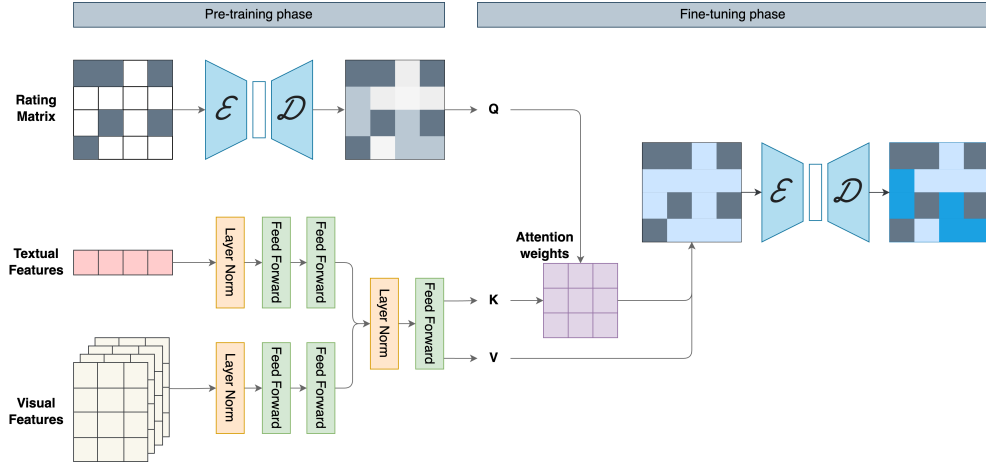 Pre-training phase
Fine-tuning phase
Rating
Matrix
ℰ
𝒟
Q
ℰ
𝒟
Textual
Features
Layer Norm
Feed Forward
Feed Forward
Attention
weights
Layer Norm
Feed Forward
K
V
Visual
Features
Layer Norm
Feed Forward
Feed Forward